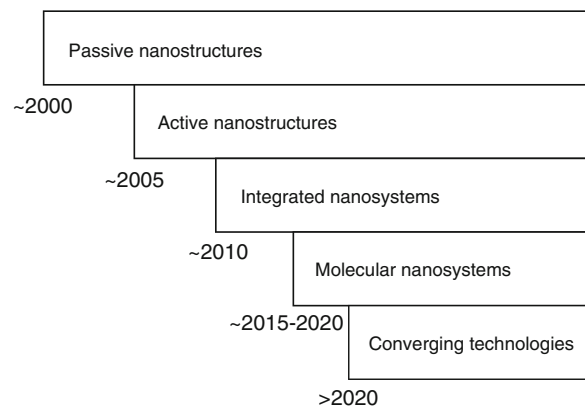 Passive nanostructures
~2000
Active nanostructures
~2005
Integrated nanosystems
~2010
Molecular nanosystems
~2015-2020
Converging technologies
>2020